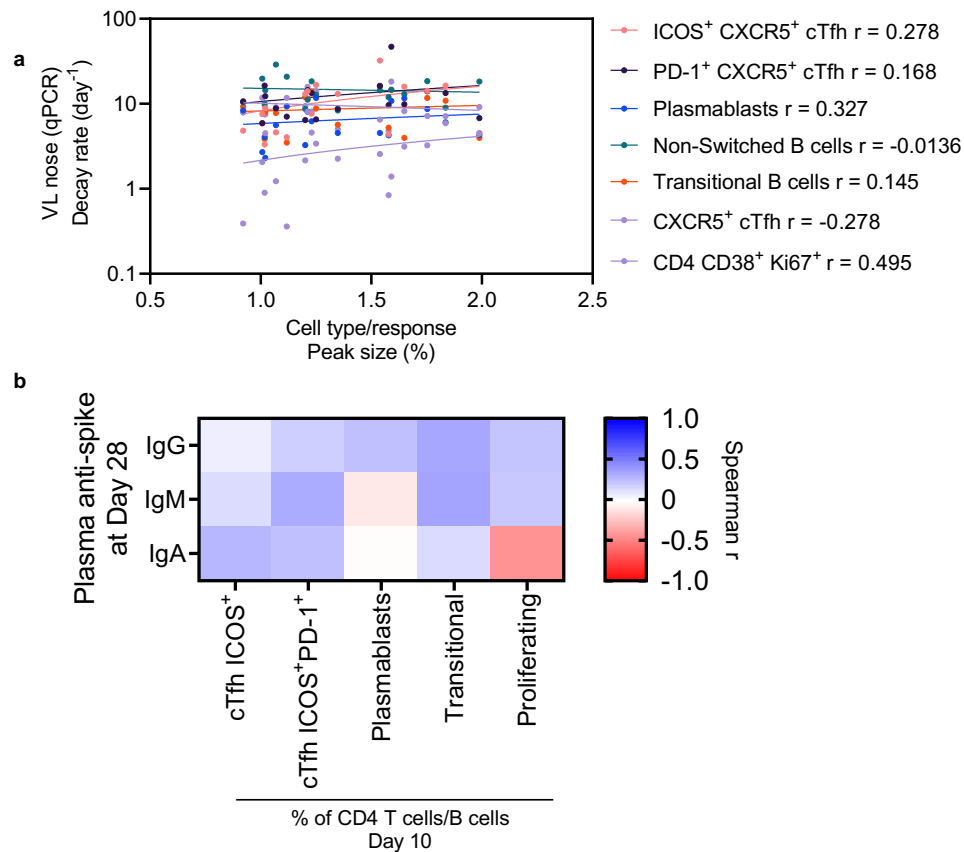 a
VL nose (qPCR)
Decay rate (day⁻¹)
100
10
1
0.1
0.5
1.0
1.5
2.0
2.5
Cell type/response
Peak size (%)
ICOS⁺ CXCR5⁺ cTfh r = 0.278
PD-1⁺ CXCR5⁺ cTfh r = 0.168
Plasmablasts r = 0.327
Non-Switched B cells r = -0.0136
Transitional B cells r = 0.145
CXCR5⁺ cTfh r = -0.278
CD4 CD38⁺ Ki67⁺ r = 0.495
b
Plasma anti-spike
at Day 28
IgG
IgM
IgA
cTfh ICOS⁺
cTfh ICOS⁺PD-1⁺
Plasmablasts
Transitional
Proliferating
% of CD4 T cells/B cells
Day 10
1.0
0.5
0
-0.5
-1.0
Spearman r